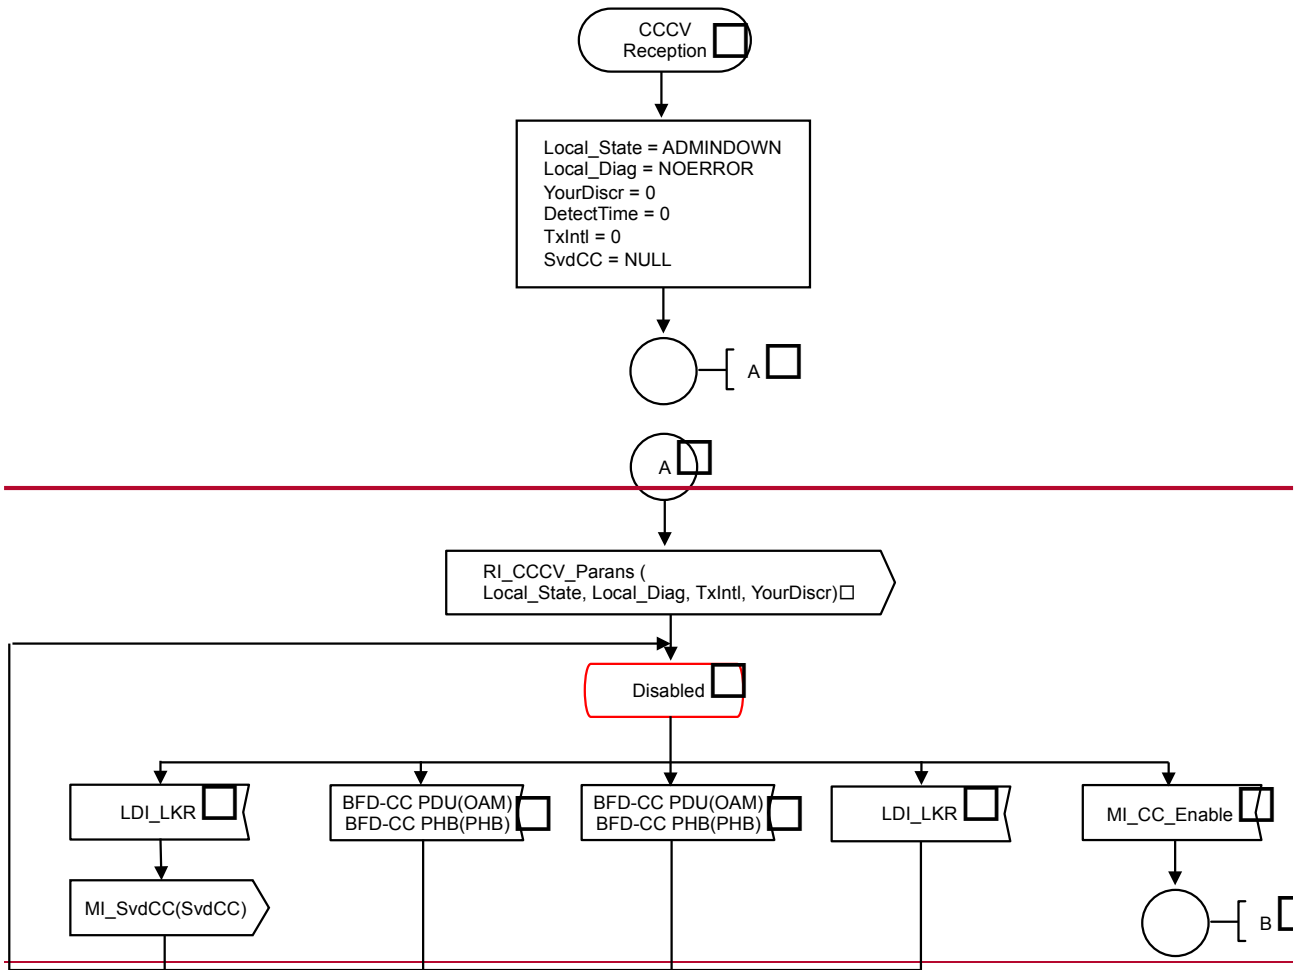 CCCV
Reception
Local_State = ADMINDOWN
Local_Diag = NOERROR
YourDiscr = 0
DetectTime = 0
TxIntl = 0
SvdCC = NULL
A
A
RI_CCCV_Parans (
Local_State, Local_Diag, TxIntl, YourDiscr)
Disabled
LDI_LKR
BFD-CC PDU(OAM)
BFD-CC PHB(PHB)
BFD-CC PDU(OAM)
BFD-CC PHB(PHB)
LDI_LKR
MI_CC_Enable
MI_SvdCC(SvdCC)
B